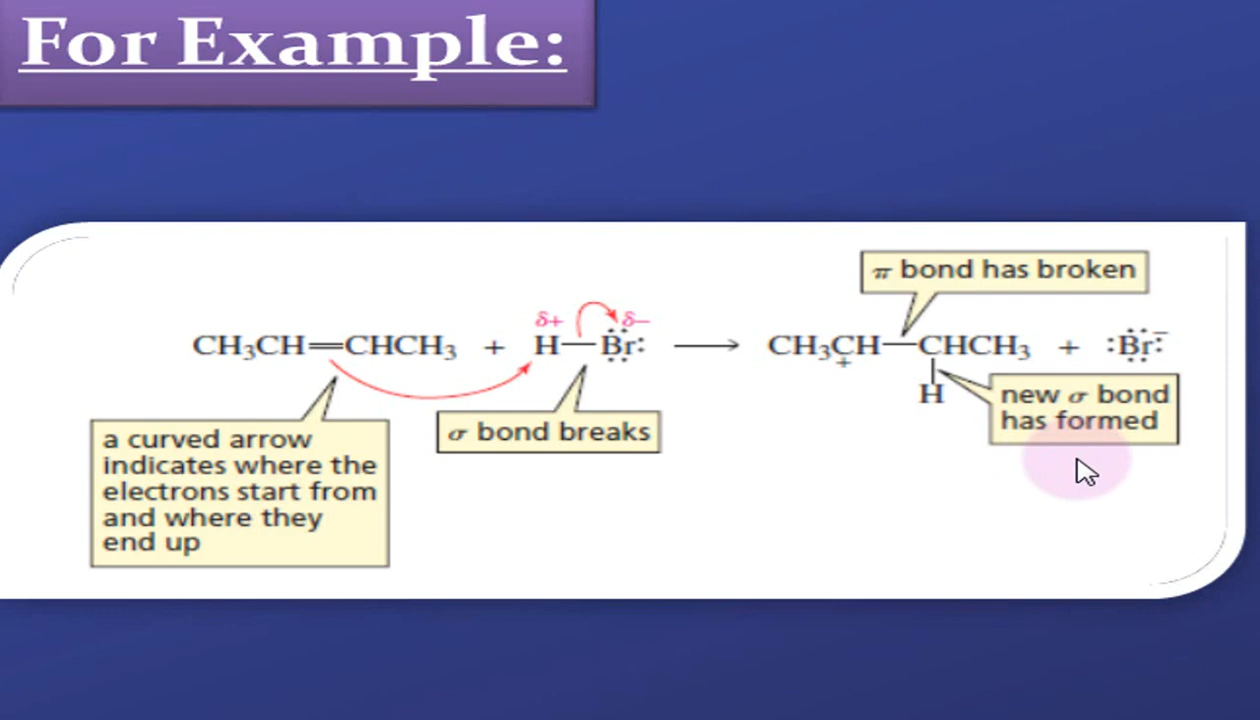 For Example:
π bond has broken
δ+ δ−
CH₃CH=CHCH₃ + H—Br: ⟶ CH₃CH—CHCH₃ + :Br:⁻
+
H
a curved arrow
indicates where the
electrons start from
and where they
end up
σ bond breaks
new σ bond
has formed